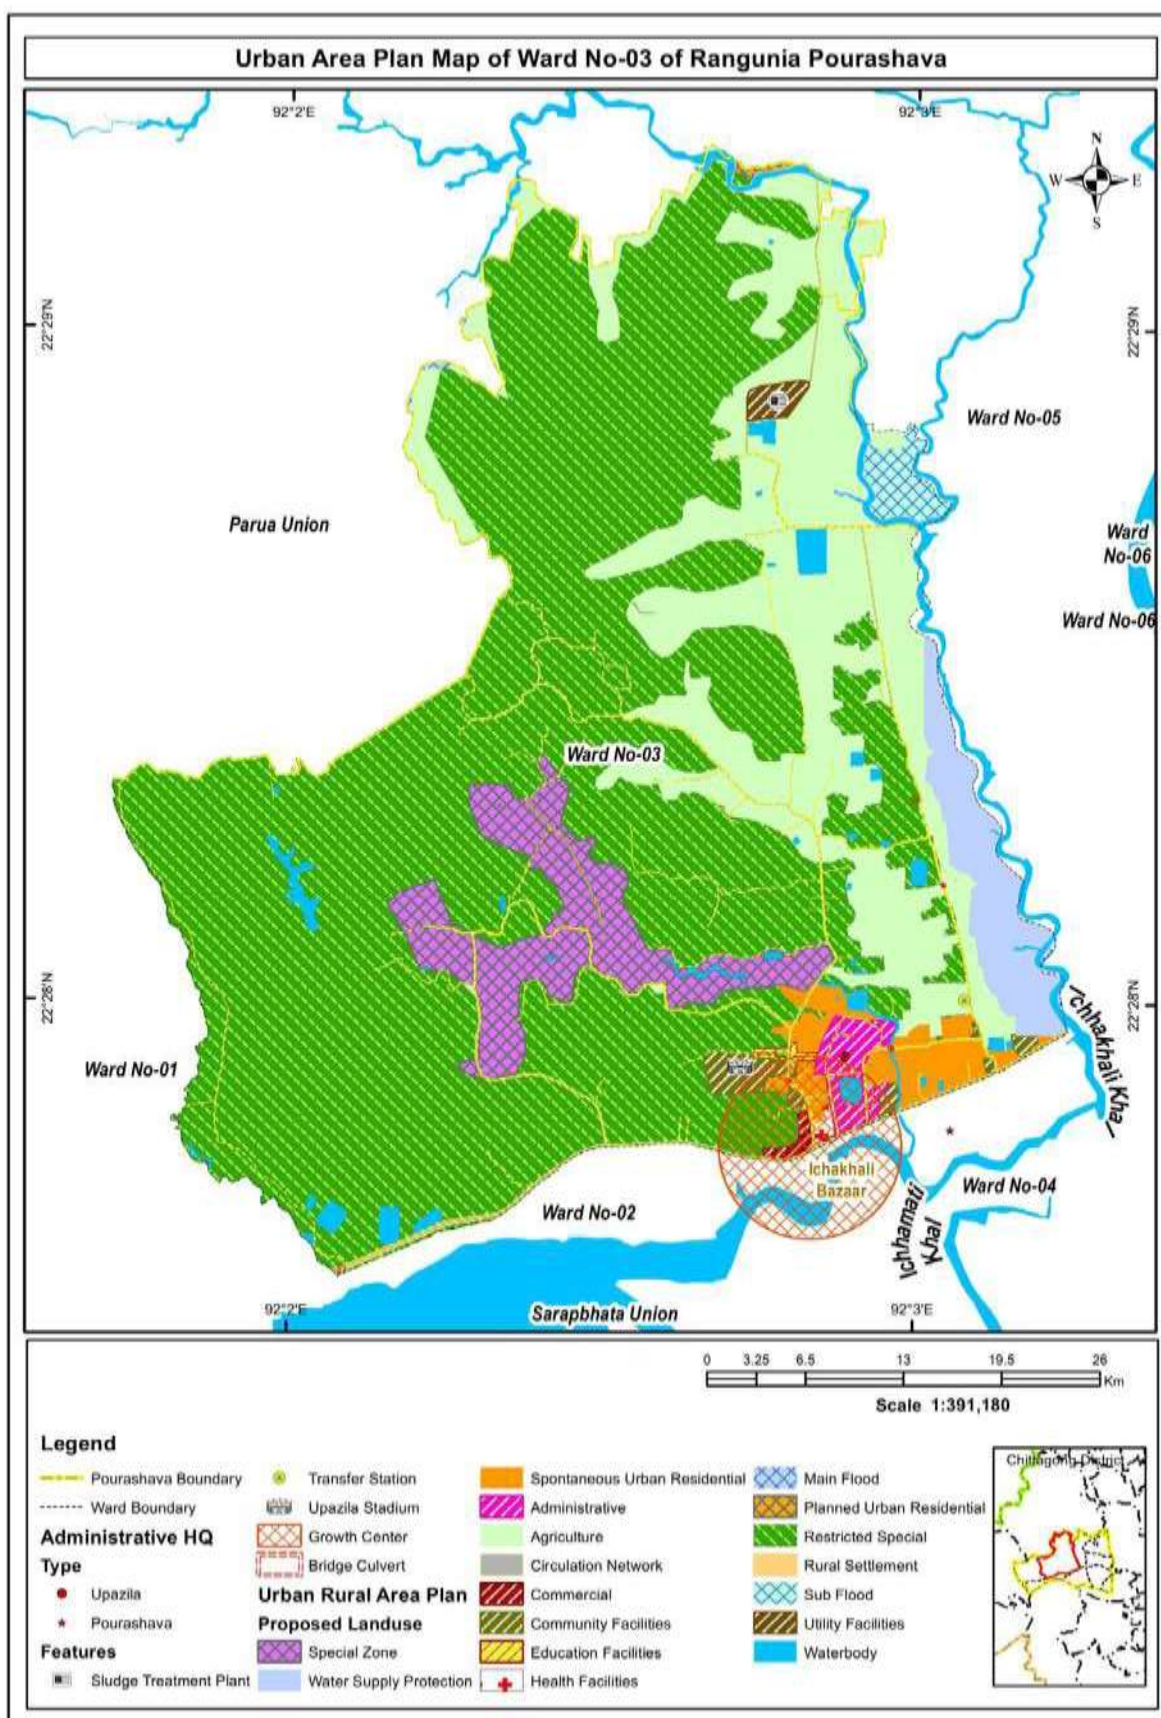 Urban Area Plan Map of Ward No-03 of Rangunia Pourashava
92°2'E
92°3'E
N
W
E
S
22°29'N
22°29'N
Ward No-05
Parua Union
Ward
No-06
Ward No-06
Ward No-03
22°28'N
22°28'N
Ichhakhali Kha
Ward No-01
Ichakhali
Bazaar
Ward No-04
Ward No-02
Ichhamati
Khal
92°2'E
92°3'E
Sarapbhata Union
0 3.25 6.5 13 19.5 26
Km
Scale 1:391,180
Legend
Pourashava Boundary
Ward Boundary
Administrative HQ
Type
Upazila
Pourashava
Features
Sludge Treatment Plant
Transfer Station
Upazila Stadium
Growth Center
Bridge Culvert
Urban Rural Area Plan
Proposed Landuse
Special Zone
Water Supply Protection
Spontaneous Urban Residential
Administrative
Agriculture
Circulation Network
Commercial
Community Facilities
Education Facilities
Health Facilities
Main Flood
Planned Urban Residential
Restricted Special
Rural Settlement
Sub Flood
Utility Facilities
Waterbody
Chittagong District